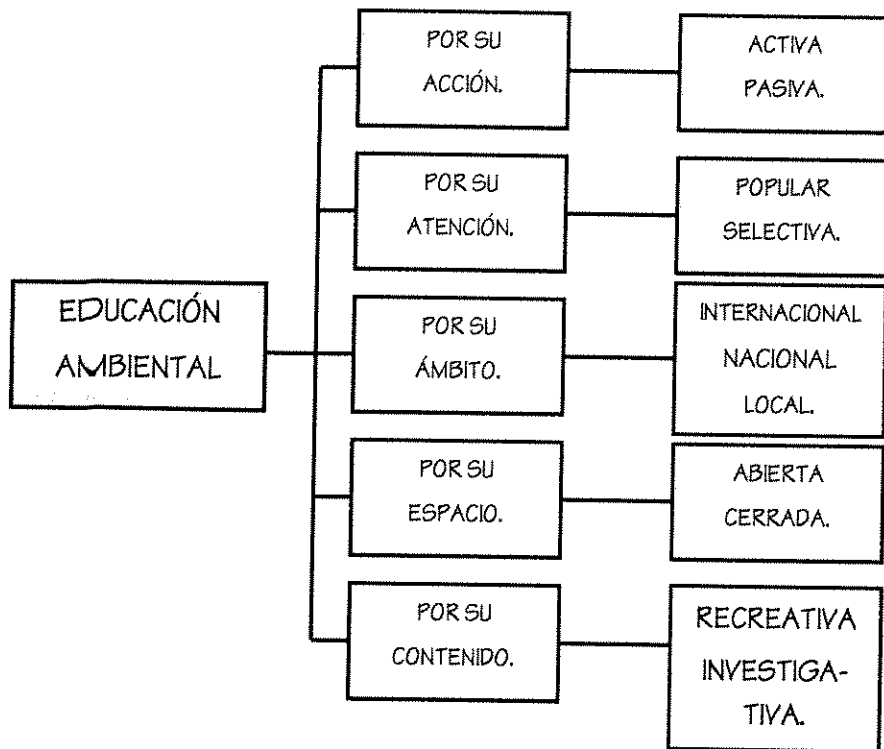 POR SU
ACCIÓN.
ACTIVA
PASIVA.
POR SU
ATENCIÓN.
POPULAR
SELECTIVA.
EDUCACIÓN
AMBIENTAL
POR SU
ÁMBITO.
INTERNACIONAL
NACIONAL
LOCAL.
POR SU
ESPACIO.
ABIERTA
CERRADA.
POR SU
CONTENIDO.
RECREATIVA
INVESTIGA-
TIVA.